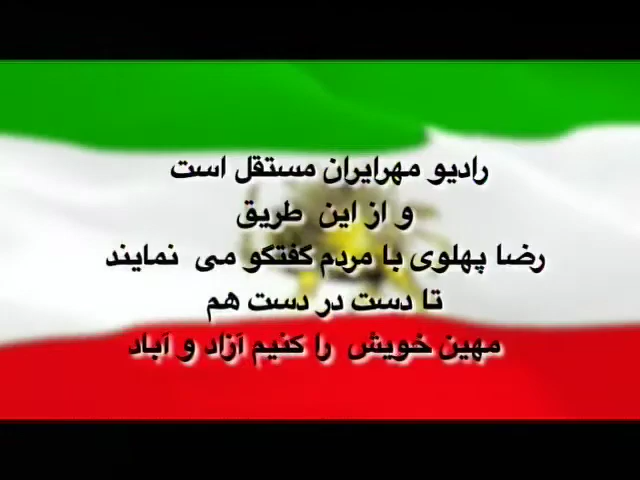 رادیو مهرایران مستقل است
و از این طریق
رضا پهلوی با مردم گفتگو می نمایند
تا دست در دست هم
مهین خویش را کنیم آزاد و آباد